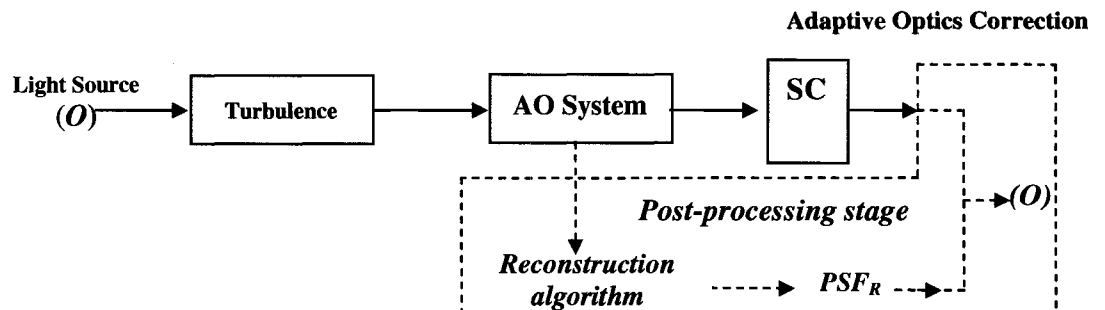 Adaptive Optics Correction
Light Source
(O)
Turbulence
AO System
SC
Post-processing stage
(O)
Reconstruction
algorithm
PSF_R